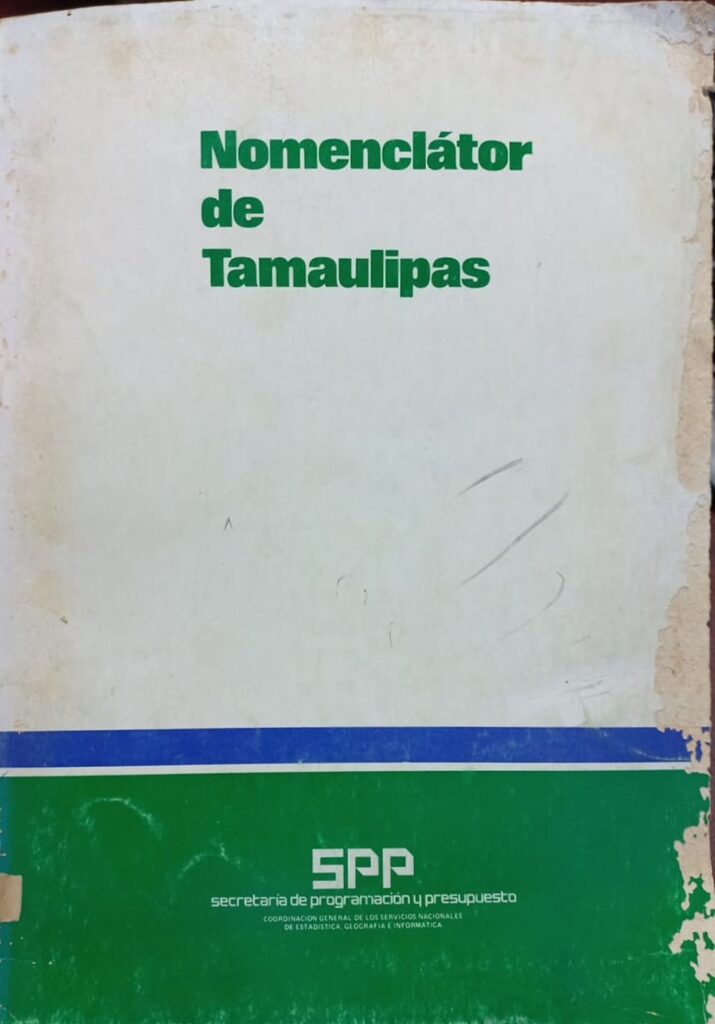 Nomenclátor
de
Tamaulipas
SPP
secretaría de programación y presupuesto
COORDINACION GENERAL DE LOS SERVICIOS NACIONALES
DE ESTADISTICA, GEOGRAFIA E INFORMATICA